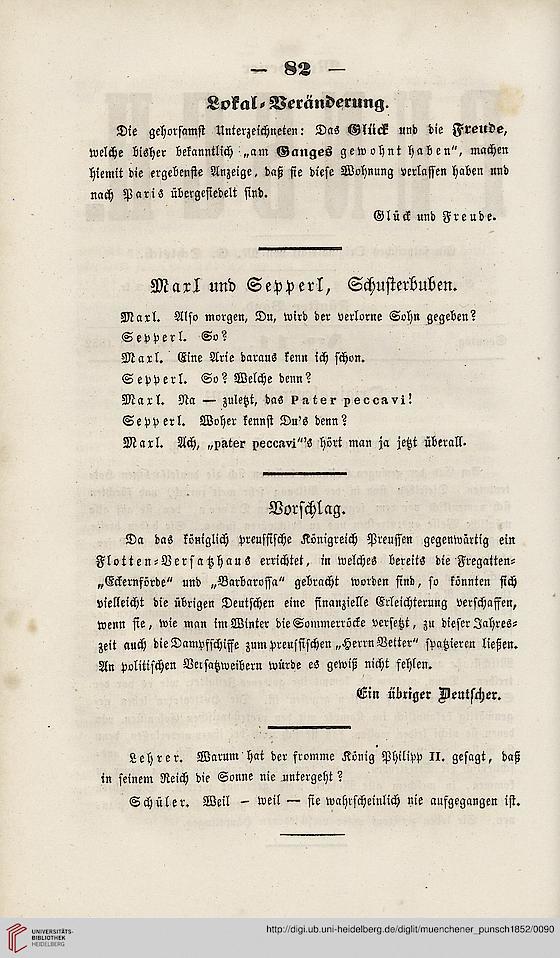 — 82 —
Lokal-Veränderung.
Die gehorsamst Unterzeichneten: Das Glück und die Freude,
welche bisher bekanntlich „am Ganges gewohnt haben“, machen
hiemit die ergebenste Anzeige, daß sie diese Wohnung verlassen haben und
nach Paris übergesiedelt sind.
Glück und Freude.
Maxl und Sepperl, Schusterbuben.
Maxl. Also morgen, Du, wird der verlorne Sohn gegeben?
Sepperl. So?
Maxl. Eine Arie daraus kenn ich schon.
Sepperl. So? Welche denn?
Maxl. Na — zuletzt, das Pater peccavi!
Sepperl. Woher kennst Du's denn?
Maxl. Ach, „pater peccavi“'s hört man ja jetzt überall.
Vorschlag.
Da das königlich preussische Königreich Preussen gegenwärtig ein
Flotten-Versatzhaus errichtet, in welches bereits die Fregatten-
„Eckernförde“ und „Barbarossa“ gebracht worden sind, so könnten sich
vielleicht die übrigen Deutschen eine finanzielle Erleichterung verschaffen,
wenn sie, wie man im Winter die Sommerröcke versetzt, zu dieser Jahres-
zeit auch die Dampfschiffe zum preussischen „Herrn Vetter“ spatzieren ließen.
An politischen Versatzweibern würde es gewiß nicht fehlen.
Ein übriger Deutscher.
Lehrer. Warum hat der fromme König Philipp II. gesagt, daß
in seinem Reich die Sonne nie untergeht?
Schüler. Weil — weil — sie wahrscheinlich nie aufgegangen ist.
UNIVERSITÄTS-
BIBLIOTHEK
HEIDELBERG
http://digi.ub.uni-heidelberg.de/diglit/muenchener_punsch1852/0090